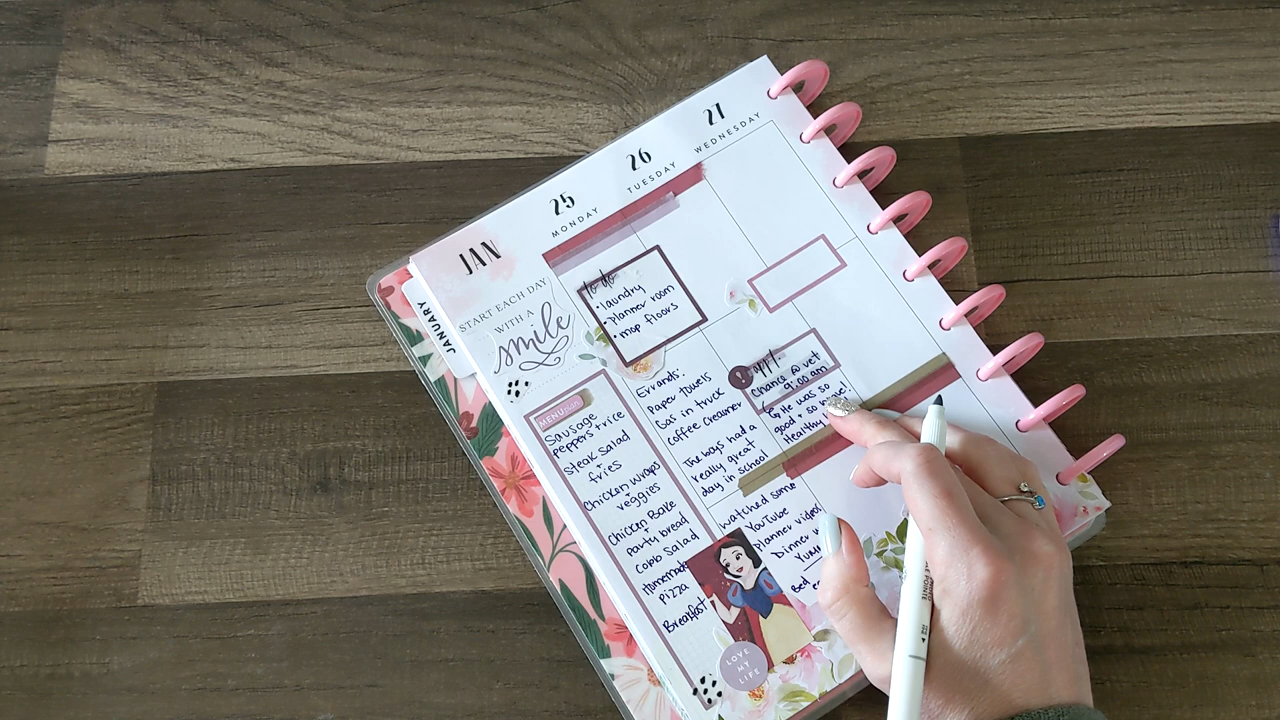 JAN
25
MONDAY
26
TUESDAY
27
WEDNESDAY
JANUARY
START EACH DAY
WITH A
smile
to do
• laundry
• planner room
• mop floors
MENU plan
Sausage
peppers + rice
Steak salad
+
fries
Chicken wraps
+
veggies
Chicken Bake
+
party bread
Cobb Salad
Homemade
pizza
Breakfast
Errands:
Paper Towels
Gas in truck
Coffee Creamer
The boys had a
really great
day in school
! appt.
Chance @ vet
9:00 am
He was so
good + so
Healthy
watched some
YouTube
planner videos
Dinner
Yum
Bed
LOVE
MY
LIFE